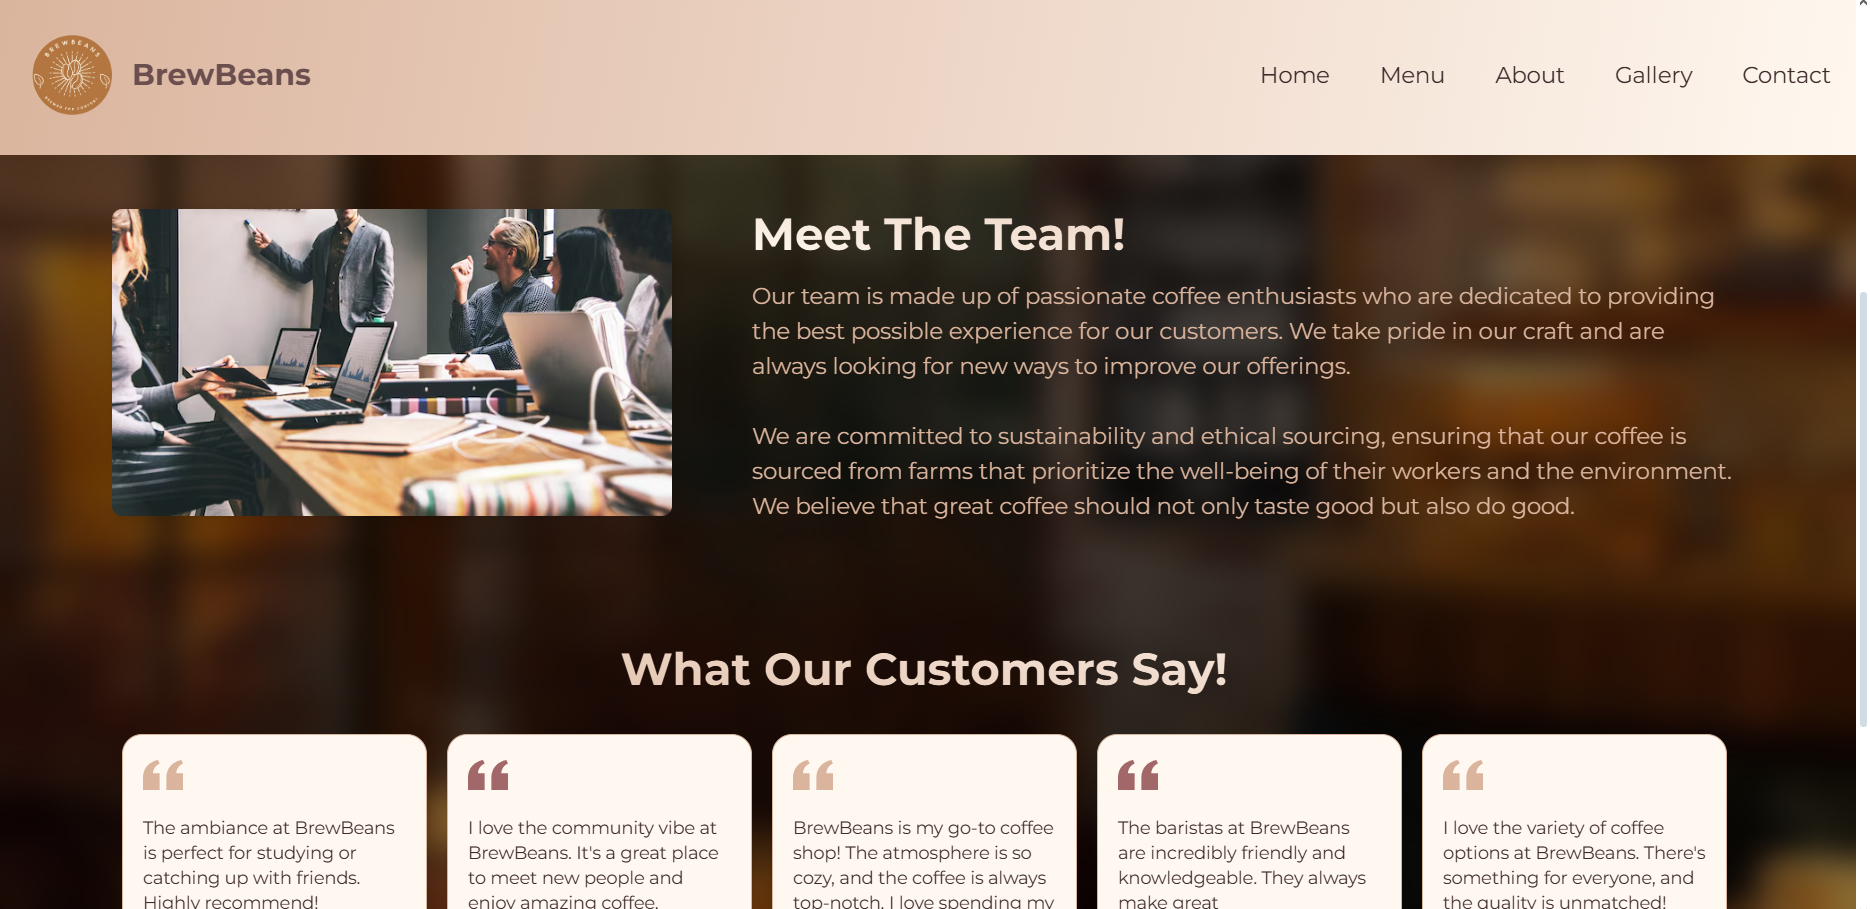 BREWBEANS
BrewBeans
Home
Menu
About
Gallery
Contact
Meet The Team!
Our team is made up of passionate coffee enthusiasts who are dedicated to providing
the best possible experience for our customers. We take pride in our craft and are
always looking for new ways to improve our offerings.
We are committed to sustainability and ethical sourcing, ensuring that our coffee is
sourced from farms that prioritize the well-being of their workers and the environment.
We believe that great coffee should not only taste good but also do good.
What Our Customers Say!
The ambiance at BrewBeans
is perfect for studying or
catching up with friends.
Highly recommend!
I love the community vibe at
BrewBeans. It's a great place
to meet new people and
enjoy amazing coffee.
BrewBeans is my go-to coffee
shop! The atmosphere is so
cozy, and the coffee is always
top-notch. I love spending my
The baristas at BrewBeans
are incredibly friendly and
knowledgeable. They always
make great
I love the variety of coffee
options at BrewBeans. There's
something for everyone, and
the quality is unmatched!